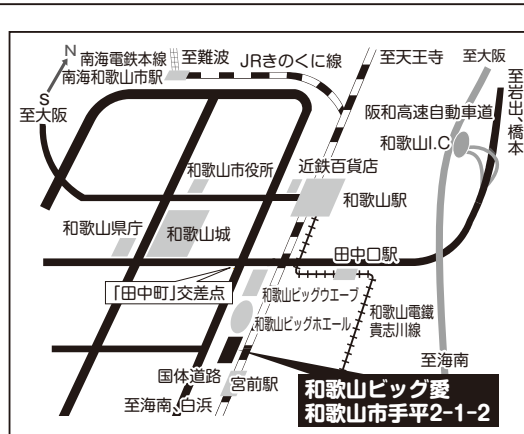 N
S
南海電鉄本線
至難波
JRきのくに線
至天王寺
至大阪
南海和歌山市駅
至大阪
至岩出、橋本
阪和高速自動車道
和歌山I.C
和歌山市役所
近鉄百貨店
和歌山駅
和歌山県庁
和歌山城
田中口駅
「田中町」交差点
和歌山ビッグウエーブ
和歌山ビッグホエール
和歌山電鐵
貴志川線
国体道路
宮前駅
至海南、白浜
至海南
和歌山ビッグ愛
和歌山市手平2-1-2